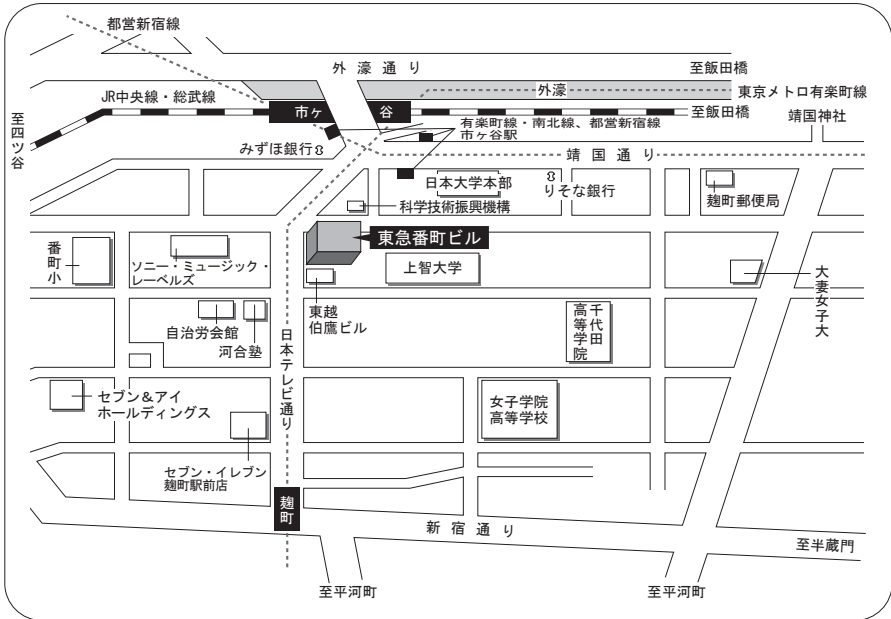 都営新宿線
外濠通り
至飯田橋
外濠
東京メトロ有楽町線
JR中央線・総武線
市ヶ谷
至飯田橋
至四ツ谷
有楽町線・南北線、都営新宿線
市ヶ谷駅
靖国神社
みずほ銀行
靖国通り
日本大学本部
りそな銀行
麹町郵便局
科学技術振興機構
東急番町ビル
番町小
ソニー・ミュージック・
レーベルズ
上智大学
大妻女子大
東越
伯鷹ビル
自治労会館
河合塾
千代田
高等学院
日本テレビ通り
セブン&アイ
ホールディングス
女子学院
高等学校
セブン・イレブン
麹町駅前店
麹町
新宿通り
至半蔵門
至平河町
至平河町